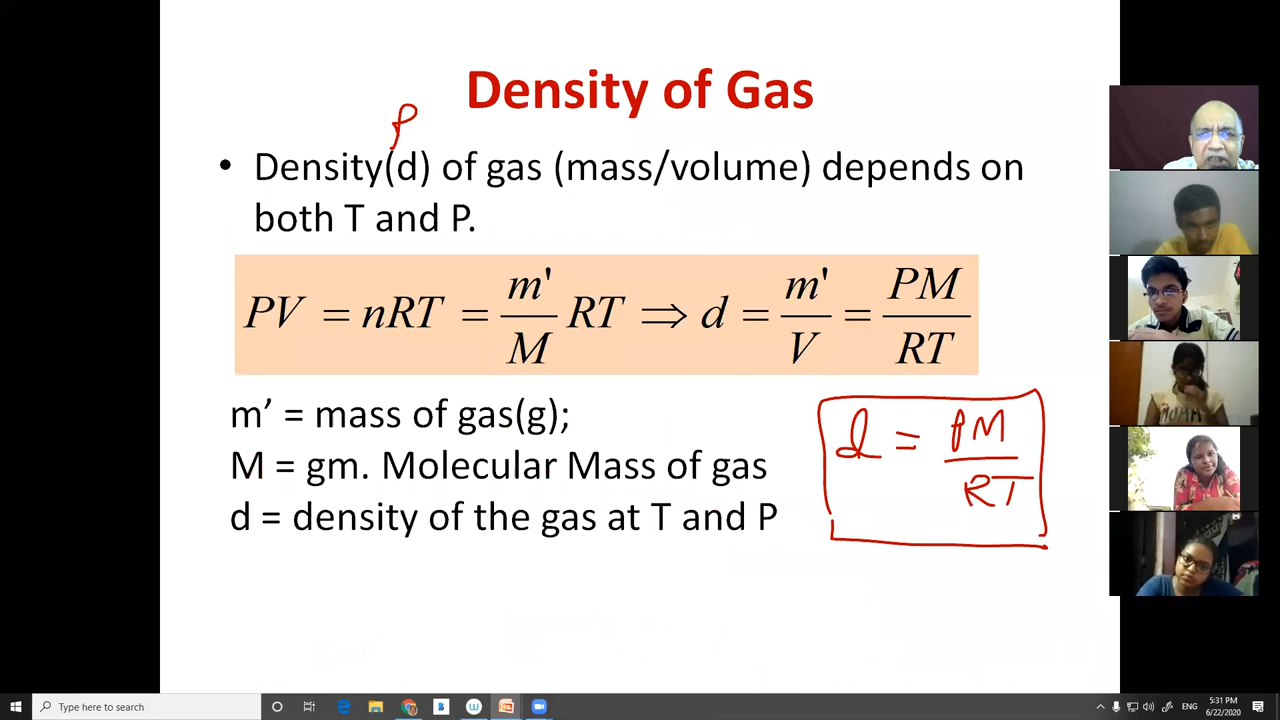 Density of Gas
ρ
• Density(d) of gas (mass/volume) depends on
both T and P.
PV = nRT = m'/M RT ⇒ d = m'/V = PM/RT
m’ = mass of gas(g);
M = gm. Molecular Mass of gas
d = density of the gas at T and P
d = PM/RT
MUMM
Type here to search
ENG
5:31 PM
6/22/2020